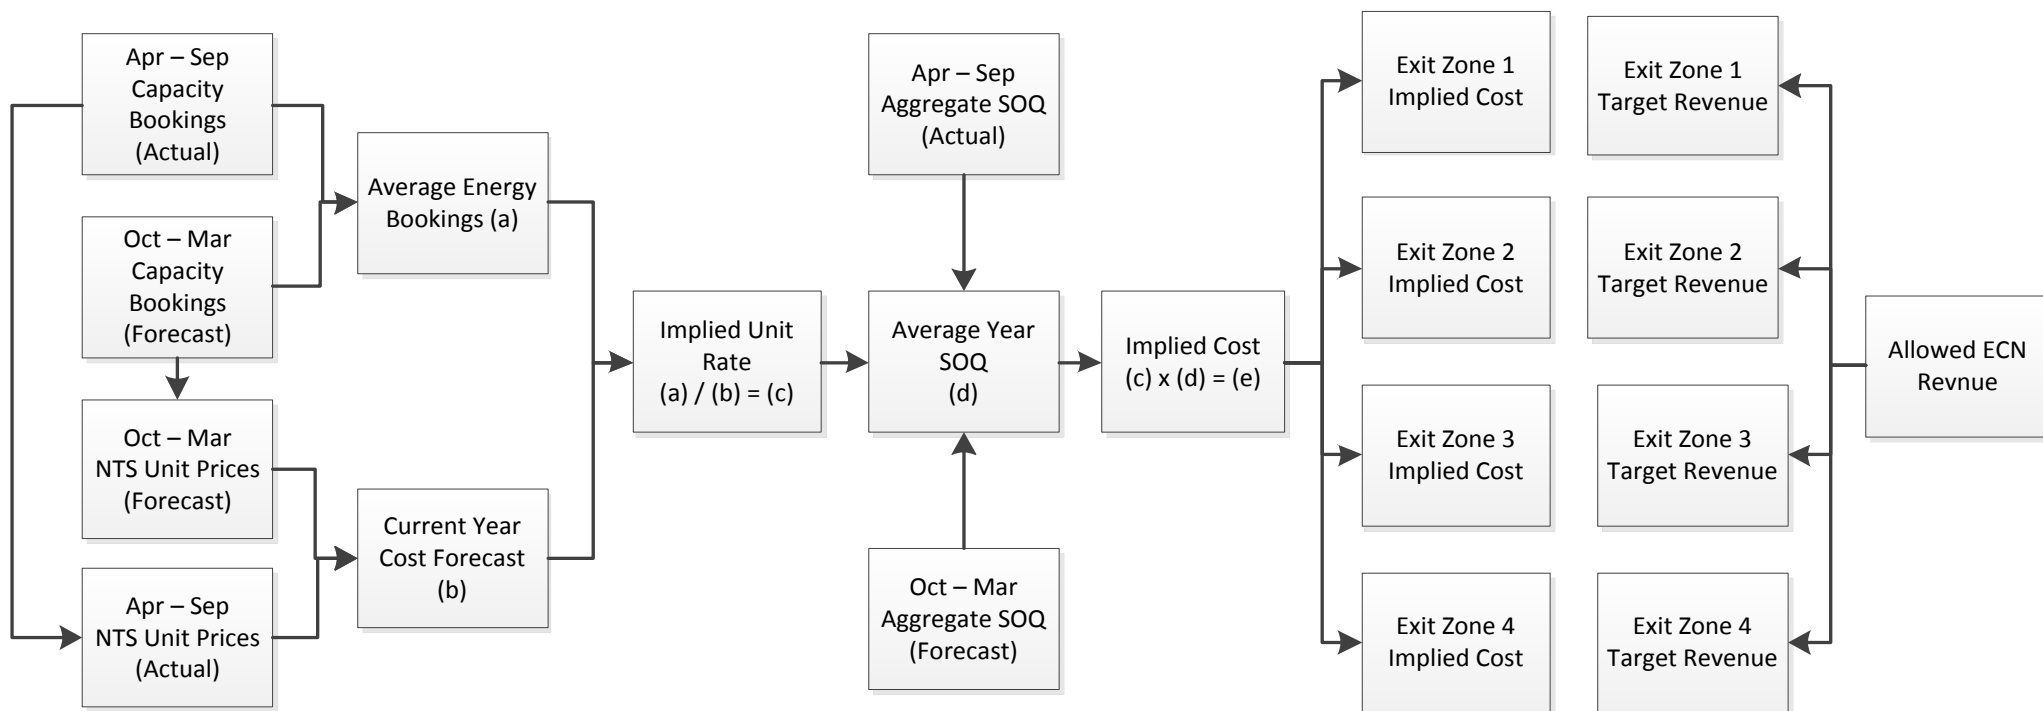 Apr – Sep
Capacity
Bookings
(Actual)
Oct – Mar
Capacity
Bookings
(Forecast)
Oct – Mar
NTS Unit Prices
(Forecast)
Apr – Sep
NTS Unit Prices
(Actual)
Average Energy
Bookings (a)
Current Year
Cost Forecast
(b)
Implied Unit
Rate
(a) / (b) = (c)
Apr – Sep
Aggregate SOQ
(Actual)
Average Year
SOQ
(d)
Oct – Mar
Aggregate SOQ
(Forecast)
Implied Cost
(c) x (d) = (e)
Exit Zone 1
Implied Cost
Exit Zone 2
Implied Cost
Exit Zone 3
Implied Cost
Exit Zone 4
Implied Cost
Exit Zone 1
Target Revenue
Exit Zone 2
Target Revenue
Exit Zone 3
Target Revenue
Exit Zone 4
Target Revenue
Allowed ECN
Revnue